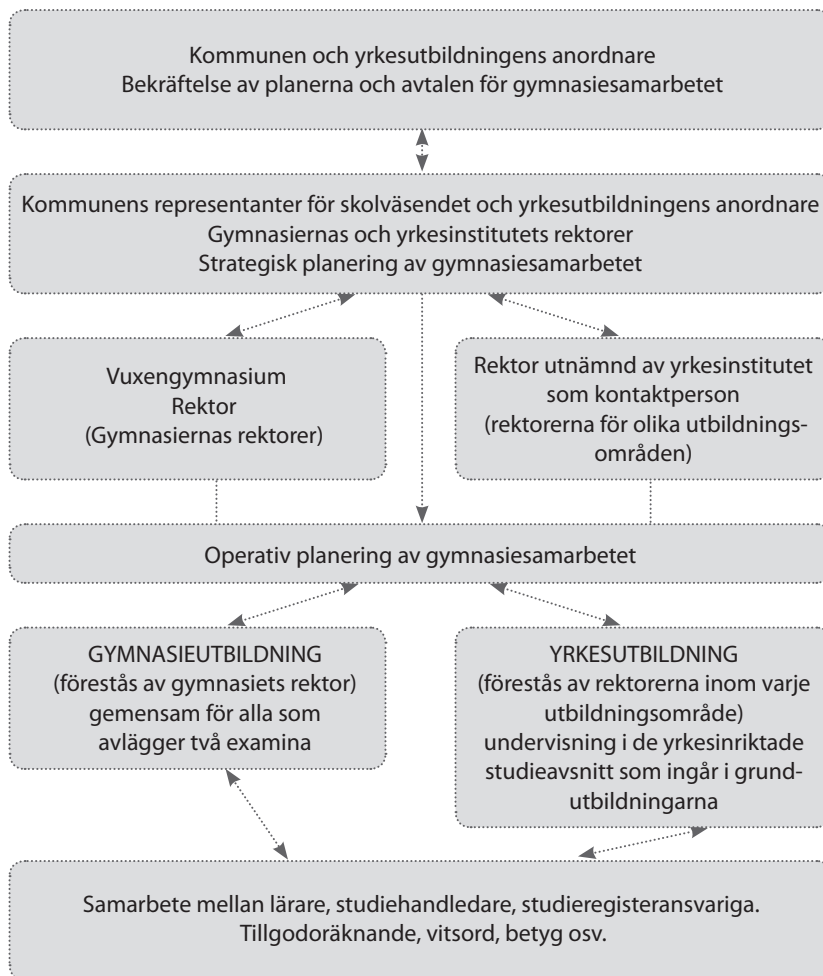 Kommunen och yrkesutbildningens anordnare
Bekräftelse av planerna och avtalen för gymnasiesamarbetet
Kommunens representanter för skolväsendet och yrkesutbildningens anordnare
Gymnasiernas och yrkesinstitutets rektorer
Strategisk planering av gymnasiesamarbetet
Vuxengymnasium
Rektor
(Gymnasiernas rektorer)
Rektor utnämnd av yrkesinstitutet
som kontaktperson
(rektorerna för olika utbildnings-
områden)
Operativ planering av gymnasiesamarbetet
GYMNASIEUTBILDNING
(förestås av gymnasiets rektor)
gemensam för alla som
avlägger två examina
YRKESUTBILDNING
(förestås av rektorerna inom varje
utbildningsområde)
undervisning i de yrkesinriktade
studieavsnitt som ingår i grund-
utbildningarna
Samarbete mellan lärare, studiehandledare, studieregisteransvariga.
Tillgodoräknande, vitsord, betyg osv.